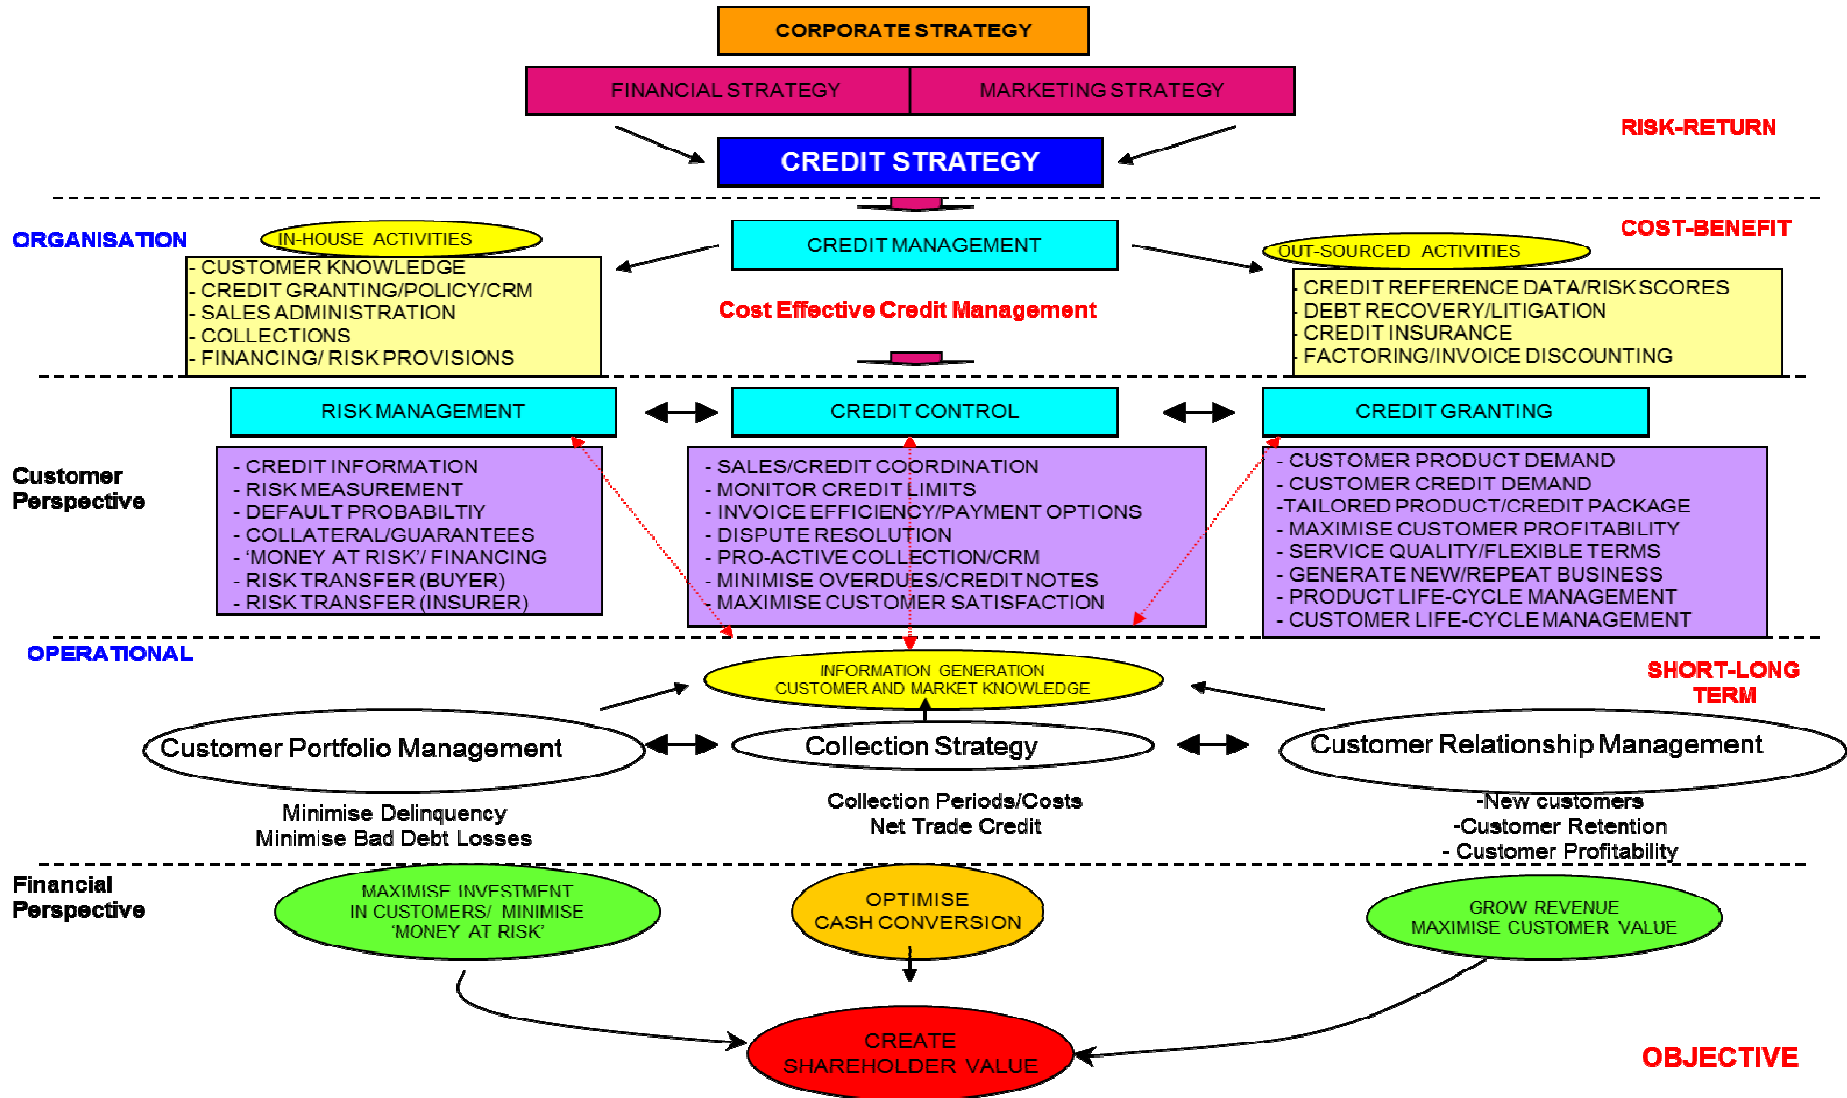 CORPORATE STRATEGY
FINANCIAL STRATEGY
MARKETING STRATEGY
RISK-RETURN
CREDIT STRATEGY
ORGANISATION
IN-HOUSE ACTIVITIES
- CUSTOMER KNOWLEDGE
- CREDIT GRANTING/POLICY/CRM
- SALES ADMINISTRATION
- COLLECTIONS
- FINANCING/ RISK PROVISIONS
CREDIT MANAGEMENT
Cost Effective Credit Management
COST-BENEFIT
OUT-SOURCED ACTIVITIES
- CREDIT REFERENCE DATA/RISK SCORES
- DEBT RECOVERY/LITIGATION
- CREDIT INSURANCE
- FACTORING/INVOICE DISCOUNTING
Customer
Perspective
RISK MANAGEMENT
- CREDIT INFORMATION
- RISK MEASUREMENT
- DEFAULT PROBABILTIY
- COLLATERAL/GUARANTEES
- ‘MONEY AT RISK’/ FINANCING
- RISK TRANSFER (BUYER)
- RISK TRANSFER (INSURER)
CREDIT CONTROL
- SALES/CREDIT COORDINATION
- MONITOR CREDIT LIMITS
- INVOICE EFFICIENCY/PAYMENT OPTIONS
- DISPUTE RESOLUTION
- PRO-ACTIVE COLLECTION/CRM
- MINIMISE OVERDUES/CREDIT NOTES
- MAXIMISE CUSTOMER SATISFACTION
CREDIT GRANTING
- CUSTOMER PRODUCT DEMAND
- CUSTOMER CREDIT DEMAND
-TAILORED PRODUCT/CREDIT PACKAGE
- MAXIMISE CUSTOMER PROFITABILITY
- SERVICE QUALITY/FLEXIBLE TERMS
- GENERATE NEW/REPEAT BUSINESS
- PRODUCT LIFE-CYCLE MANAGEMENT
- CUSTOMER LIFE-CYCLE MANAGEMENT
OPERATIONAL
INFORMATION GENERATION
CUSTOMER AND MARKET KNOWLEDGE
SHORT-LONG
TERM
Customer Portfolio Management
Collection Strategy
Customer Relationship Management
Minimise Delinquency
Minimise Bad Debt Losses
Collection Periods/Costs
Net Trade Credit
-New customers
-Customer Retention
- Customer Profitability
Financial
Perspective
MAXIMISE INVESTMENT
IN CUSTOMERS/ MINIMISE
‘MONEY AT RISK’
OPTIMISE
CASH CONVERSION
GROW REVENUE
MAXIMISE CUSTOMER VALUE
CREATE
SHAREHOLDER VALUE
OBJECTIVE